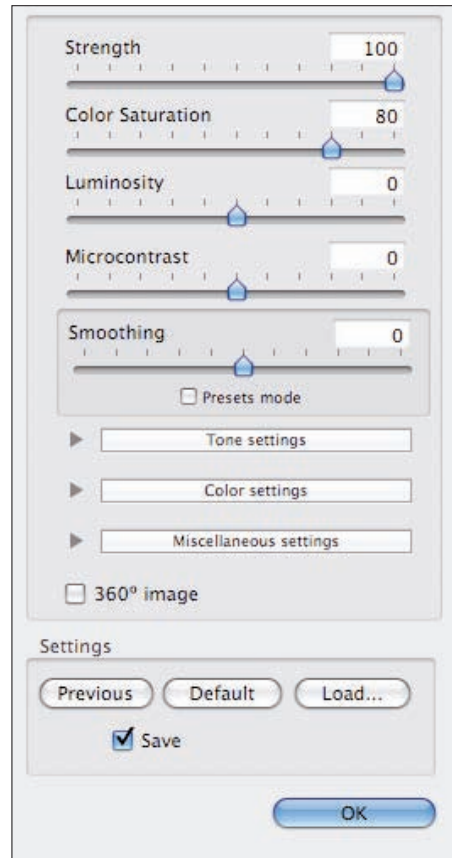 Strength 100
Color Saturation 80
Luminosity 0
Microcontrast 0
Smoothing 0
Presets mode
Tone settings
Color settings
Miscellaneous settings
360º image
Settings
Previous Default Load...
Save
OK